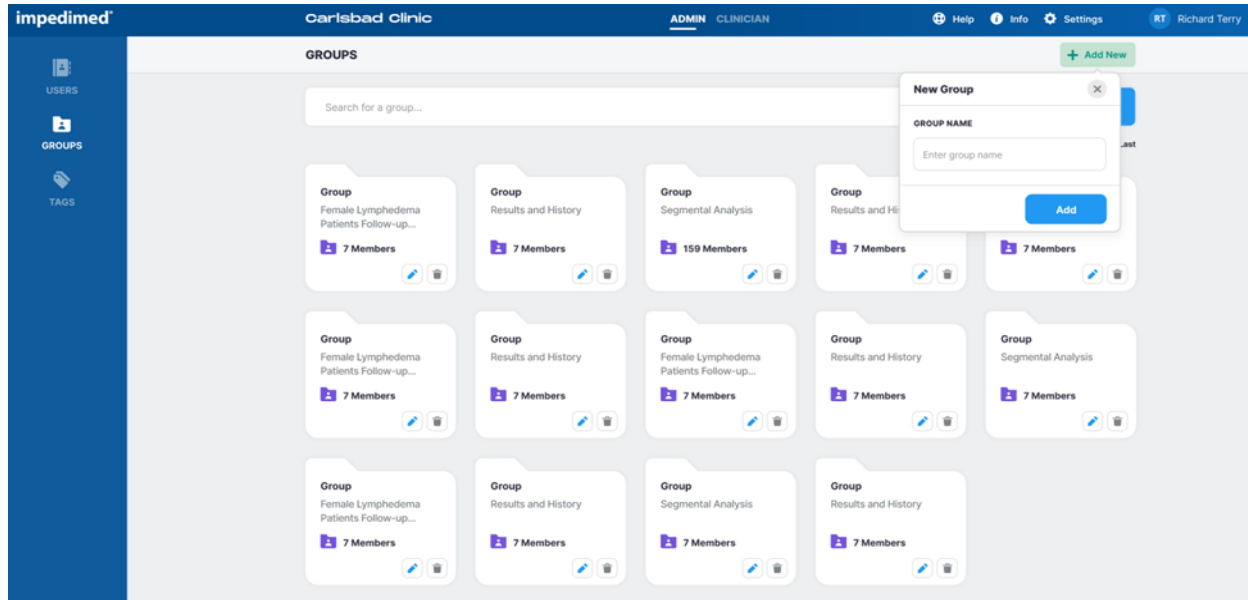 impedimed®
Carlsbad Clinic
ADMIN CLINICIAN
Help Info Settings
RT Richard Terry
USERS
GROUPS
TAGS
GROUPS
+ Add New
Search for a group...
New Group
GROUP NAME
Enter group name
Add
Group
Female Lymphedema
Patients Follow-up...
7 Members
Group
Results and History
7 Members
Group
Segmental Analysis
159 Members
Group
Results and Hi
7 Members
7 Members
Group
Female Lymphedema
Patients Follow-up...
7 Members
Group
Results and History
7 Members
Group
Female Lymphedema
Patients Follow-up...
7 Members
Group
Results and History
7 Members
Group
Segmental Analysis
7 Members
Group
Female Lymphedema
Patients Follow-up...
7 Members
Group
Results and History
7 Members
Group
Segmental Analysis
7 Members
Group
Results and History
7 Members